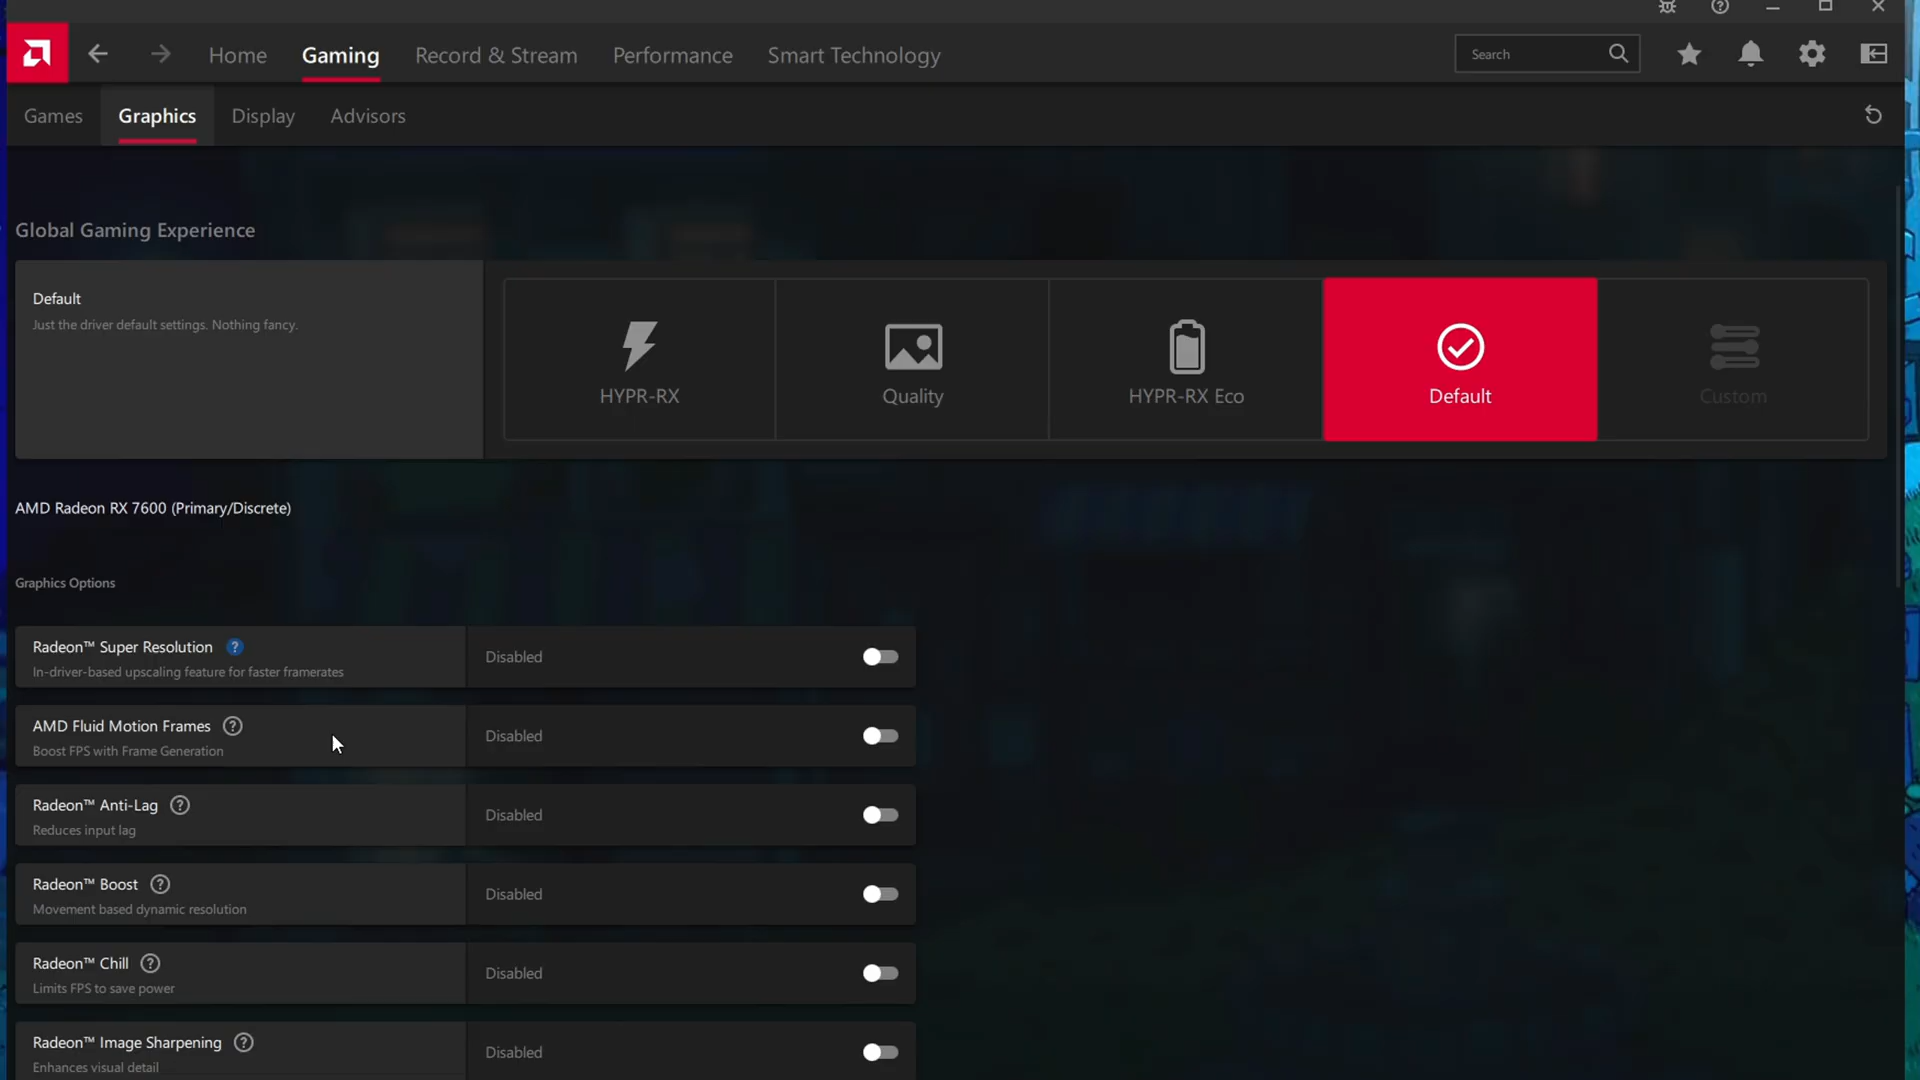 Home
Gaming
Record & Stream
Performance
Smart Technology
Search
Games
Graphics
Display
Advisors
Global Gaming Experience
Default
Just the driver default settings. Nothing fancy.
HYPR-RX
Quality
HYPR-RX Eco
Default
Custom
AMD Radeon RX 7600 (Primary/Discrete)
Graphics Options
Radeon™ Super Resolution ?
In-driver-based upscaling feature for faster framerates
Disabled
AMD Fluid Motion Frames ?
Boost FPS with Frame Generation
Disabled
Radeon™ Anti-Lag ?
Reduces input lag
Disabled
Radeon™ Boost ?
Movement based dynamic resolution
Disabled
Radeon™ Chill ?
Limits FPS to save power
Disabled
Radeon™ Image Sharpening ?
Enhances visual detail
Disabled